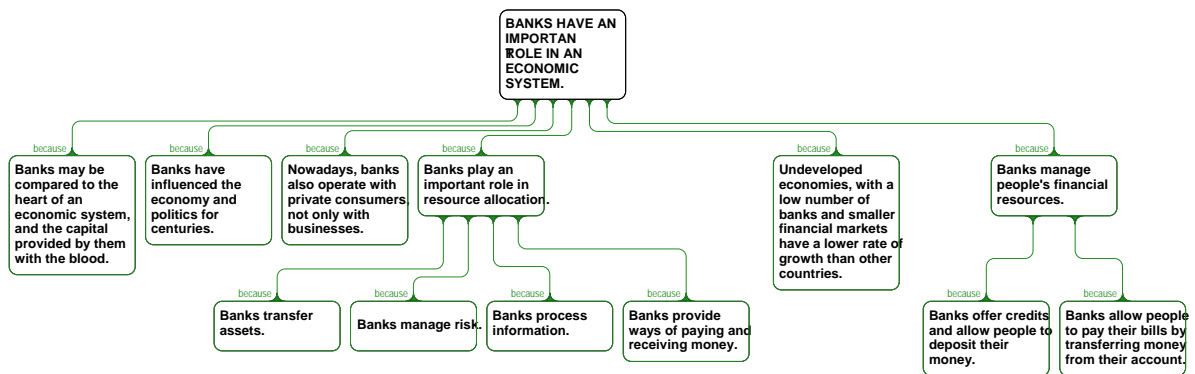 BANKS HAVE AN
IMPORTAN
TROLE IN AN
ECONOMIC
SYSTEM.
because
because
because
because
because
because
Banks may be
compared to the
heart of an
economic system,
and the capital
provided by them
with the blood.
Banks have
influenced the
economy and
politics for
centuries.
Nowadays, banks
also operate with
private consumers,
not only with
businesses.
Banks play an
important role in
resource allocation.
Undeveloped
economies, with a
low number of
banks and smaller
financial markets
have a lower rate of
growth than other
countries.
Banks manage
people's financial
resources.
because
because
because
because
because
because
Banks transfer
assets.
Banks manage risk.
Banks process
information.
Banks provide
ways of paying and
receiving money.
Banks offer credits
and allow people to
deposit their
money.
Banks allow people
to pay their bills by
transferring money
from their account.